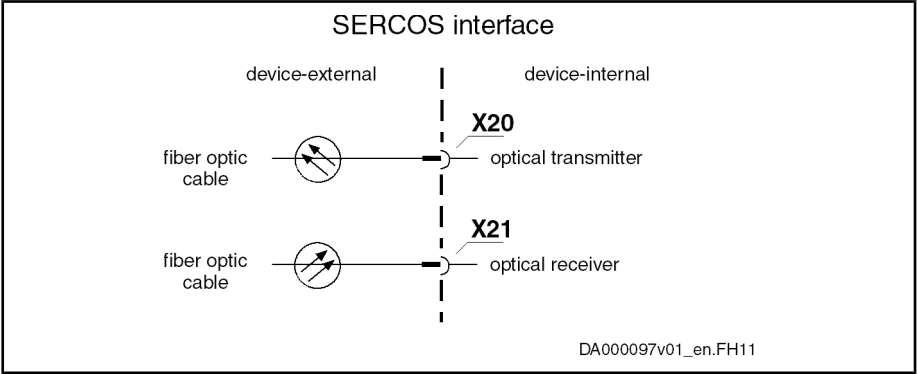 SERCOS interface
device-external
device-internal
X20
fiber optic
cable
optical transmitter
X21
fiber optic
cable
optical receiver
DA000097v01_en.FH11